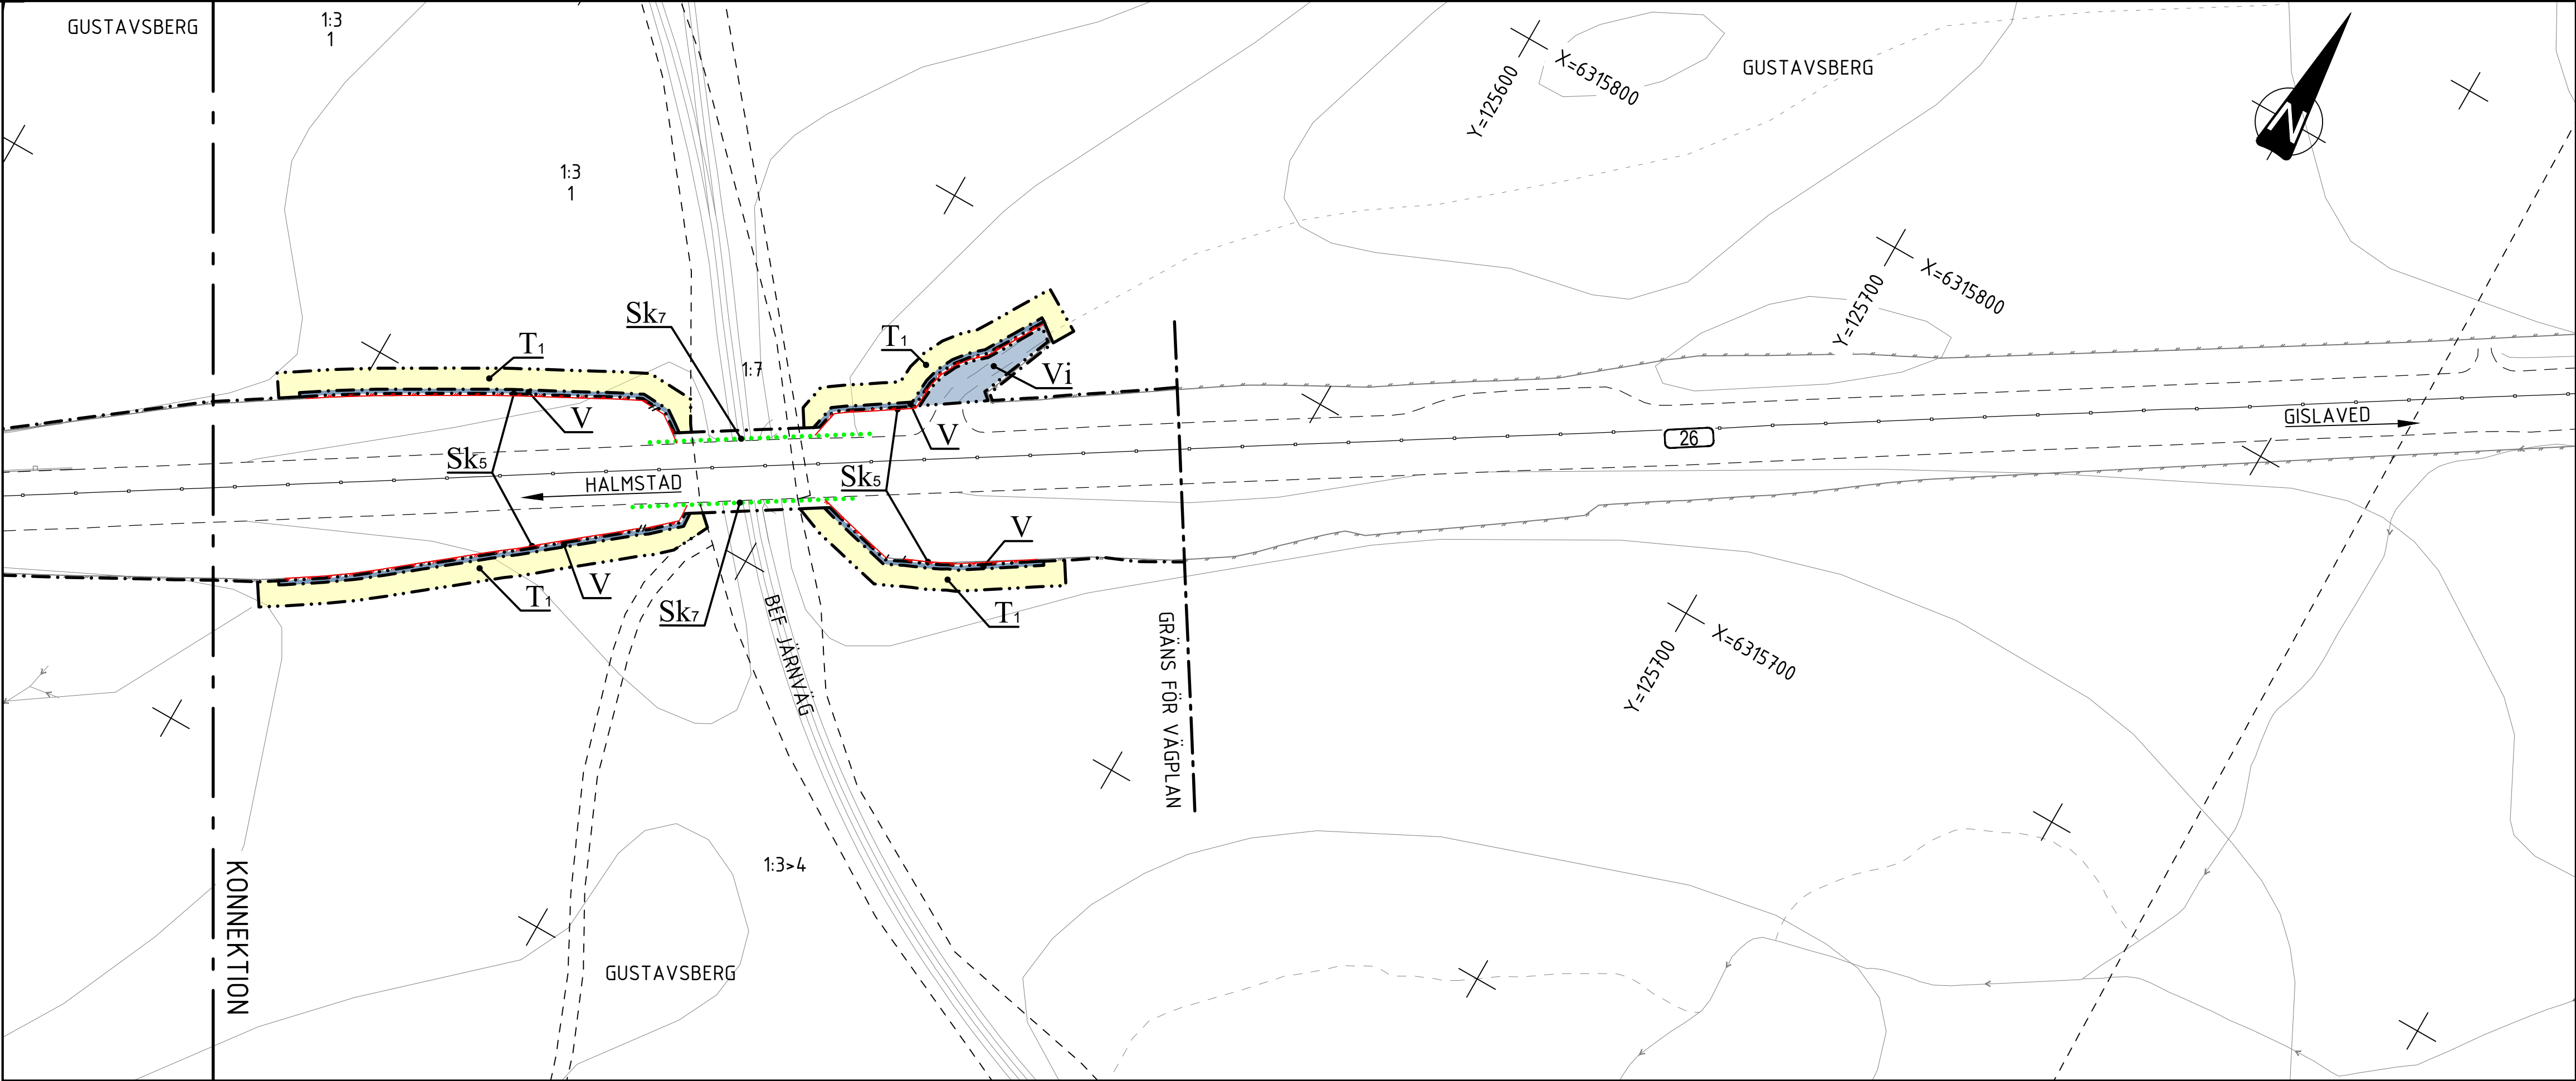 GUSTAVSBERG
1:3
1
1:3
1
Y=125600
X=6315800
GUSTAVSBERG
N
Y=125700
X=6315800
T1
Sk7
1:7
T1
Vi
V
V
Sk5
Sk5
HALMSTAD
26
GISLAVED
V
V
T1
Sk7
T1
BEF JÄRNVÄG
GRÄNS FÖR VÄGPLAN
Y=125700
X=6315700
KONNEKTION
1:3>4
GUSTAVSBERG